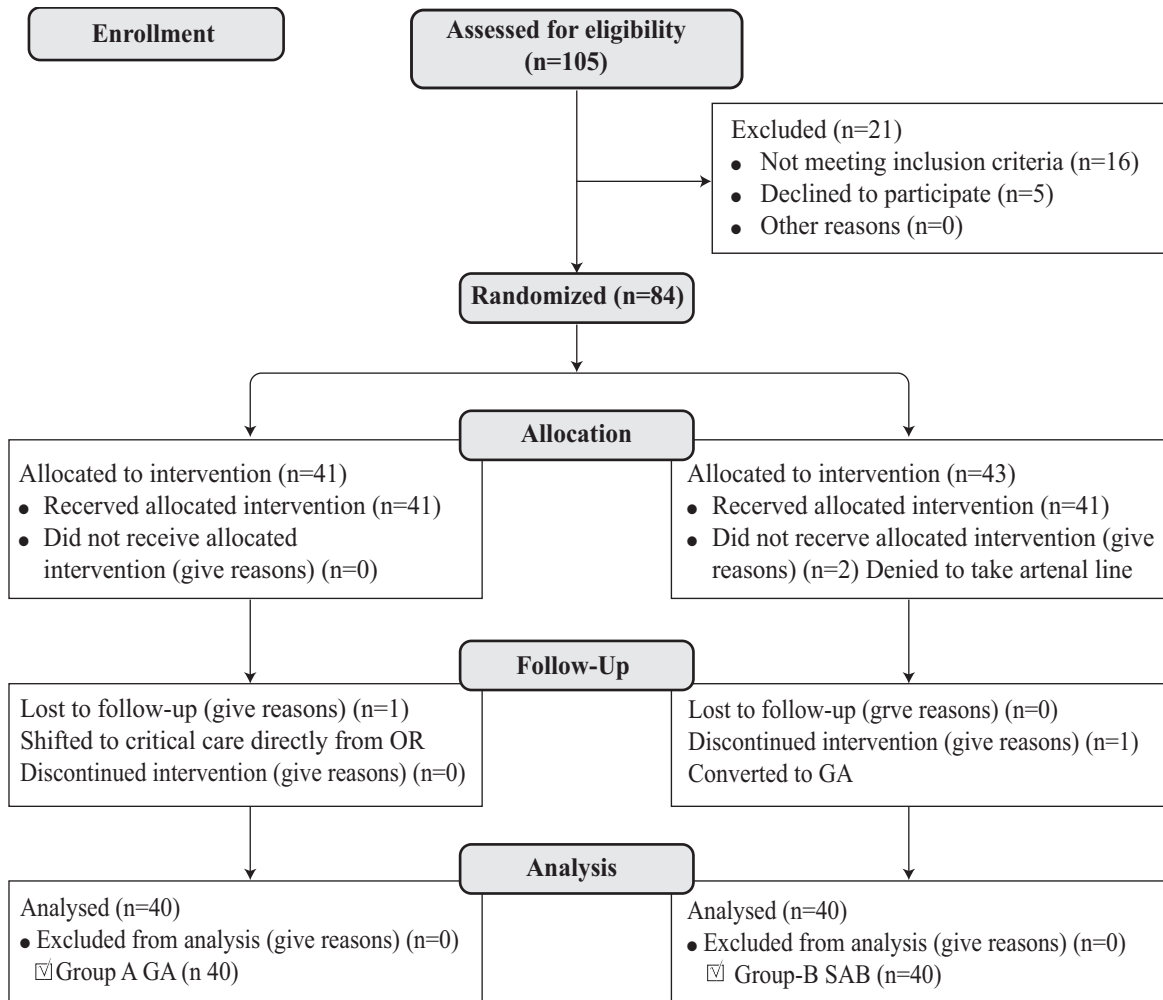 Enrollment
Assessed for eligibility
(n=105)
Excluded (n=21)
● Not meeting inclusion criteria (n=16)
● Declined to participate (n=5)
● Other reasons (n=0)
Randomized (n=84)
Allocation
Allocated to intervention (n=41)
● Recerved allocated intervention (n=41)
● Did not receive allocated
intervention (give reasons) (n=0)
Allocated to intervention (n=43)
● Recerved allocated intervention (n=41)
● Did not recerve allocated intervention (give
reasons) (n=2) Denied to take artenal line
Follow-Up
Lost to follow-up (give reasons) (n=1)
Shifted to critical care directly from OR
Discontinued intervention (give reasons) (n=0)
Lost to follow-up (grve reasons) (n=0)
Discontinued intervention (give reasons) (n=1)
Converted to GA
Analysis
Analysed (n=40)
● Excluded from analysis (give reasons) (n=0)
☑ Group A GA (n 40)
Analysed (n=40)
● Excluded from analysis (give reasons) (n=0)
☑ Group-B SAB (n=40)